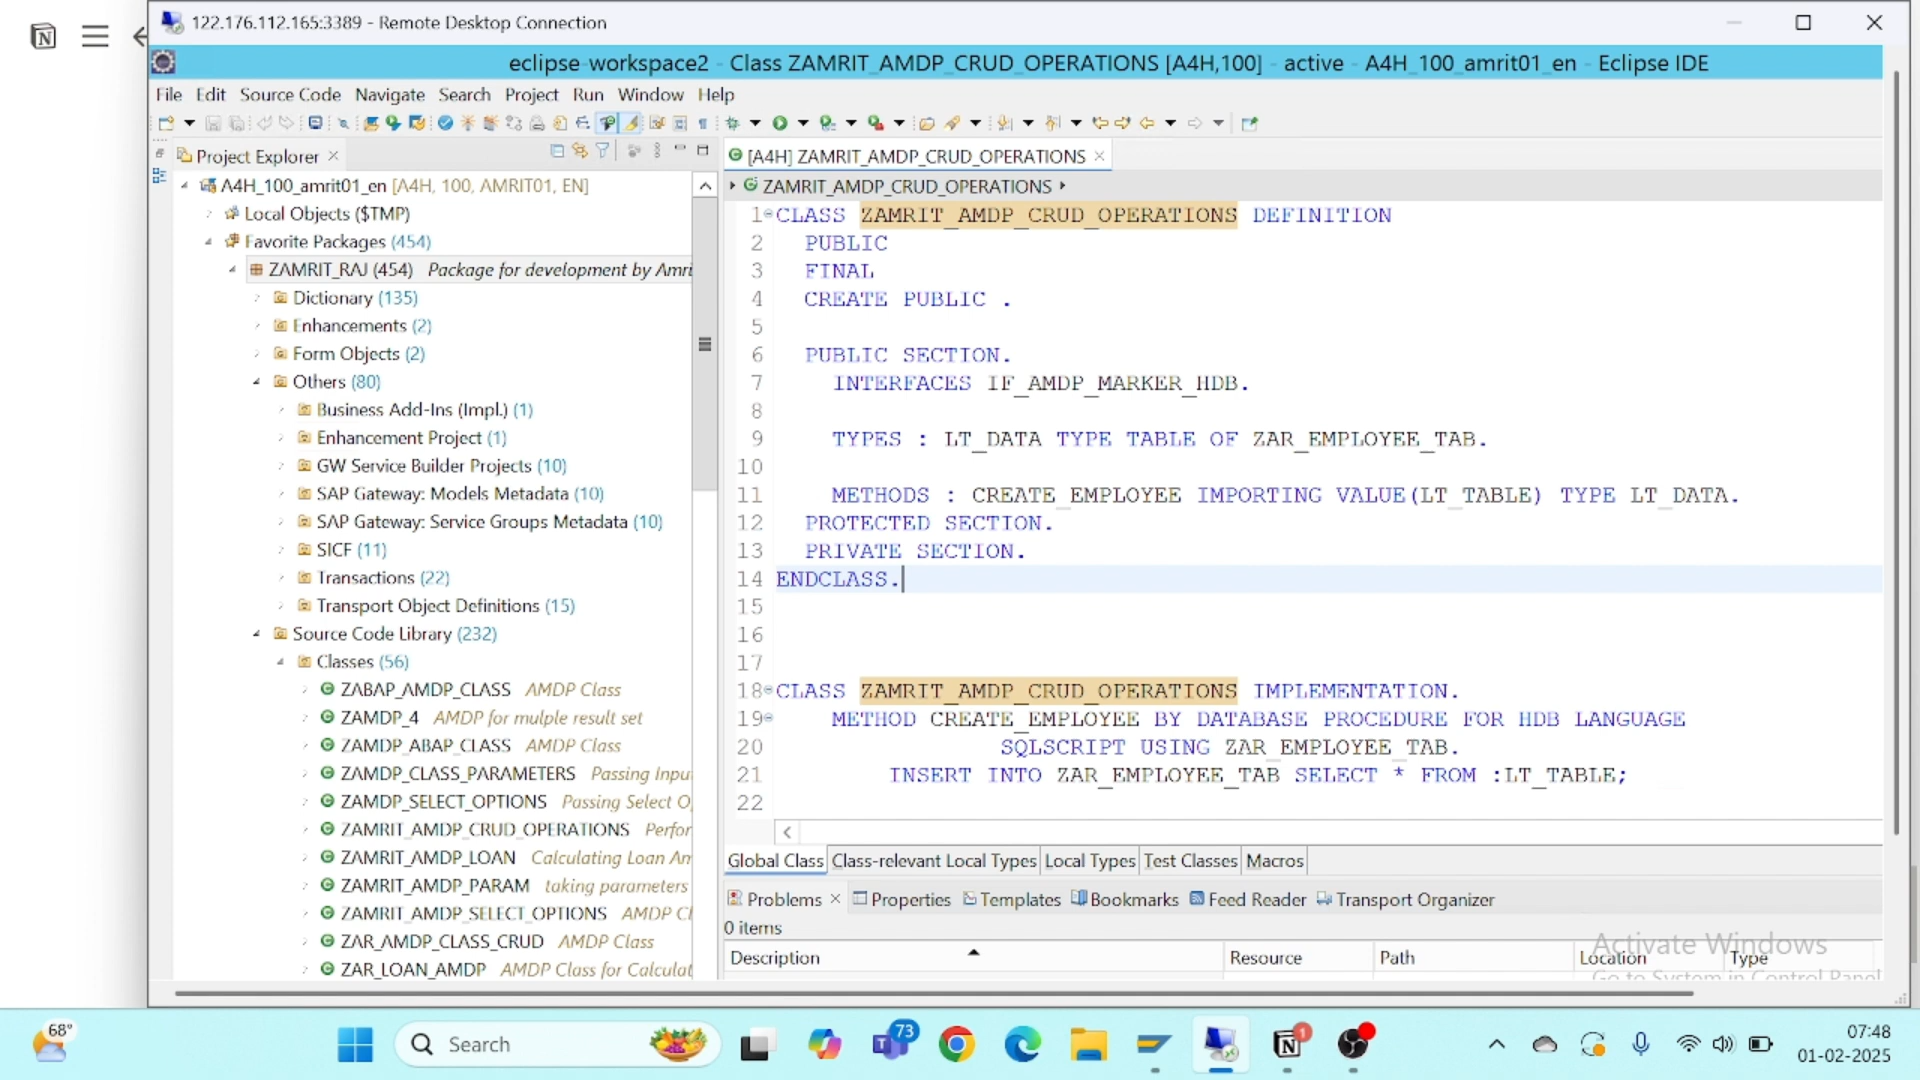 122.176.112.165:3389 - Remote Desktop Connection
eclipse-workspace2 - Class ZAMRIT_AMDP_CRUD_OPERATIONS [A4H,100] - active - A4H_100_amrit01_en - Eclipse IDE
File Edit Source Code Navigate Search Project Run Window Help
Project Explorer
[A4H] ZAMRIT_AMDP_CRUD_OPERATIONS
A4H_100_amrit01_en [A4H, 100, AMRIT01, EN]
Local Objects ($TMP)
Favorite Packages (454)
ZAMRIT_RAJ (454) Package for development by Amri
Dictionary (135)
Enhancements (2)
Form Objects (2)
Others (80)
Business Add-Ins (Impl.) (1)
Enhancement Project (1)
GW Service Builder Projects (10)
SAP Gateway: Models Metadata (10)
SAP Gateway: Service Groups Metadata (10)
SICF (11)
Transactions (22)
Transport Object Definitions (15)
Source Code Library (232)
Classes (56)
ZABAP_AMDP_CLASS AMDP Class
ZAMDP_4 AMDP for mulple result set
ZAMDP_ABAP_CLASS AMDP Class
ZAMDP_CLASS_PARAMETERS Passing Inpu
ZAMDP_SELECT_OPTIONS Passing Select O
ZAMRIT_AMDP_CRUD_OPERATIONS Perfor
ZAMRIT_AMDP_LOAN Calculating Loan Am
ZAMRIT_AMDP_PARAM taking parameters
ZAMRIT_AMDP_SELECT_OPTIONS AMDP Cl
ZAR_AMDP_CLASS_CRUD AMDP Class
ZAR_LOAN_AMDP AMDP Class for Calculat
ZAMRIT_AMDP_CRUD_OPERATIONS
1 CLASS ZAMRIT_AMDP_CRUD_OPERATIONS DEFINITION
2 PUBLIC
3 FINAL
4 CREATE PUBLIC .
5
6 PUBLIC SECTION.
7 INTERFACES IF_AMDP_MARKER_HDB.
8
9 TYPES : LT_DATA TYPE TABLE OF ZAR_EMPLOYEE_TAB.
10
11 METHODS : CREATE_EMPLOYEE IMPORTING VALUE(LT_TABLE) TYPE LT_DATA.
12 PROTECTED SECTION.
13 PRIVATE SECTION.
14 ENDCLASS.
15
16
17
18 CLASS ZAMRIT_AMDP_CRUD_OPERATIONS IMPLEMENTATION.
19 METHOD CREATE_EMPLOYEE BY DATABASE PROCEDURE FOR HDB LANGUAGE
20 SQLSCRIPT USING ZAR_EMPLOYEE_TAB.
21 INSERT INTO ZAR_EMPLOYEE_TAB SELECT * FROM :LT_TABLE;
22
Global Class Class-relevant Local Types Local Types Test Classes Macros
Problems Properties Templates Bookmarks Feed Reader Transport Organizer
0 items
Description Resource Path Location Type
Activate Windows
Go to System in Control Panel
68°
Search
73
1
07:48
01-02-2025